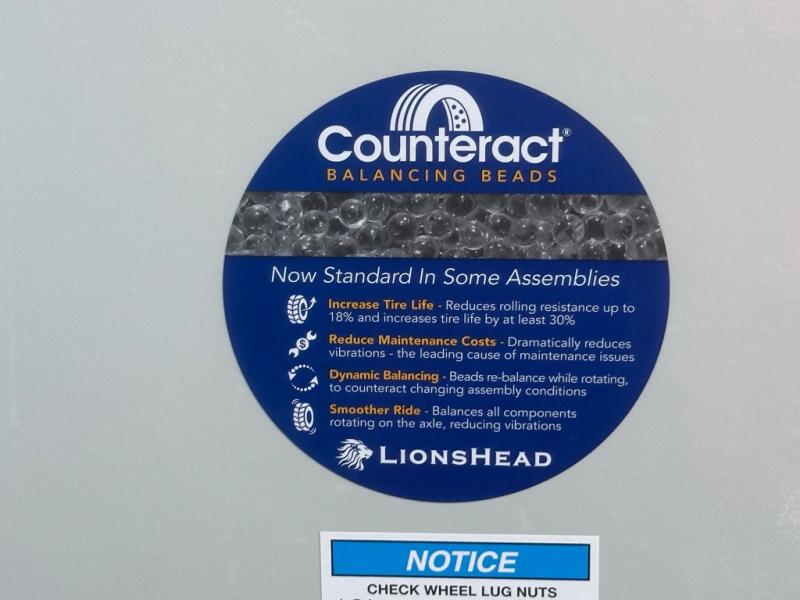 Counteract®
BALANCING BEADS
Now Standard In Some Assemblies
Increase Tire Life - Reduces rolling resistance up to
18% and increases tire life by at least 30%
Reduce Maintenance Costs - Dramatically reduces
vibrations - the leading cause of maintenance issues
Dynamic Balancing - Beads re-balance while rotating,
to counteract changing assembly conditions
Smoother Ride - Balances all components
rotating on the axle, reducing vibrations
LIONSHEAD
NOTICE
CHECK WHEEL LUG NUTS